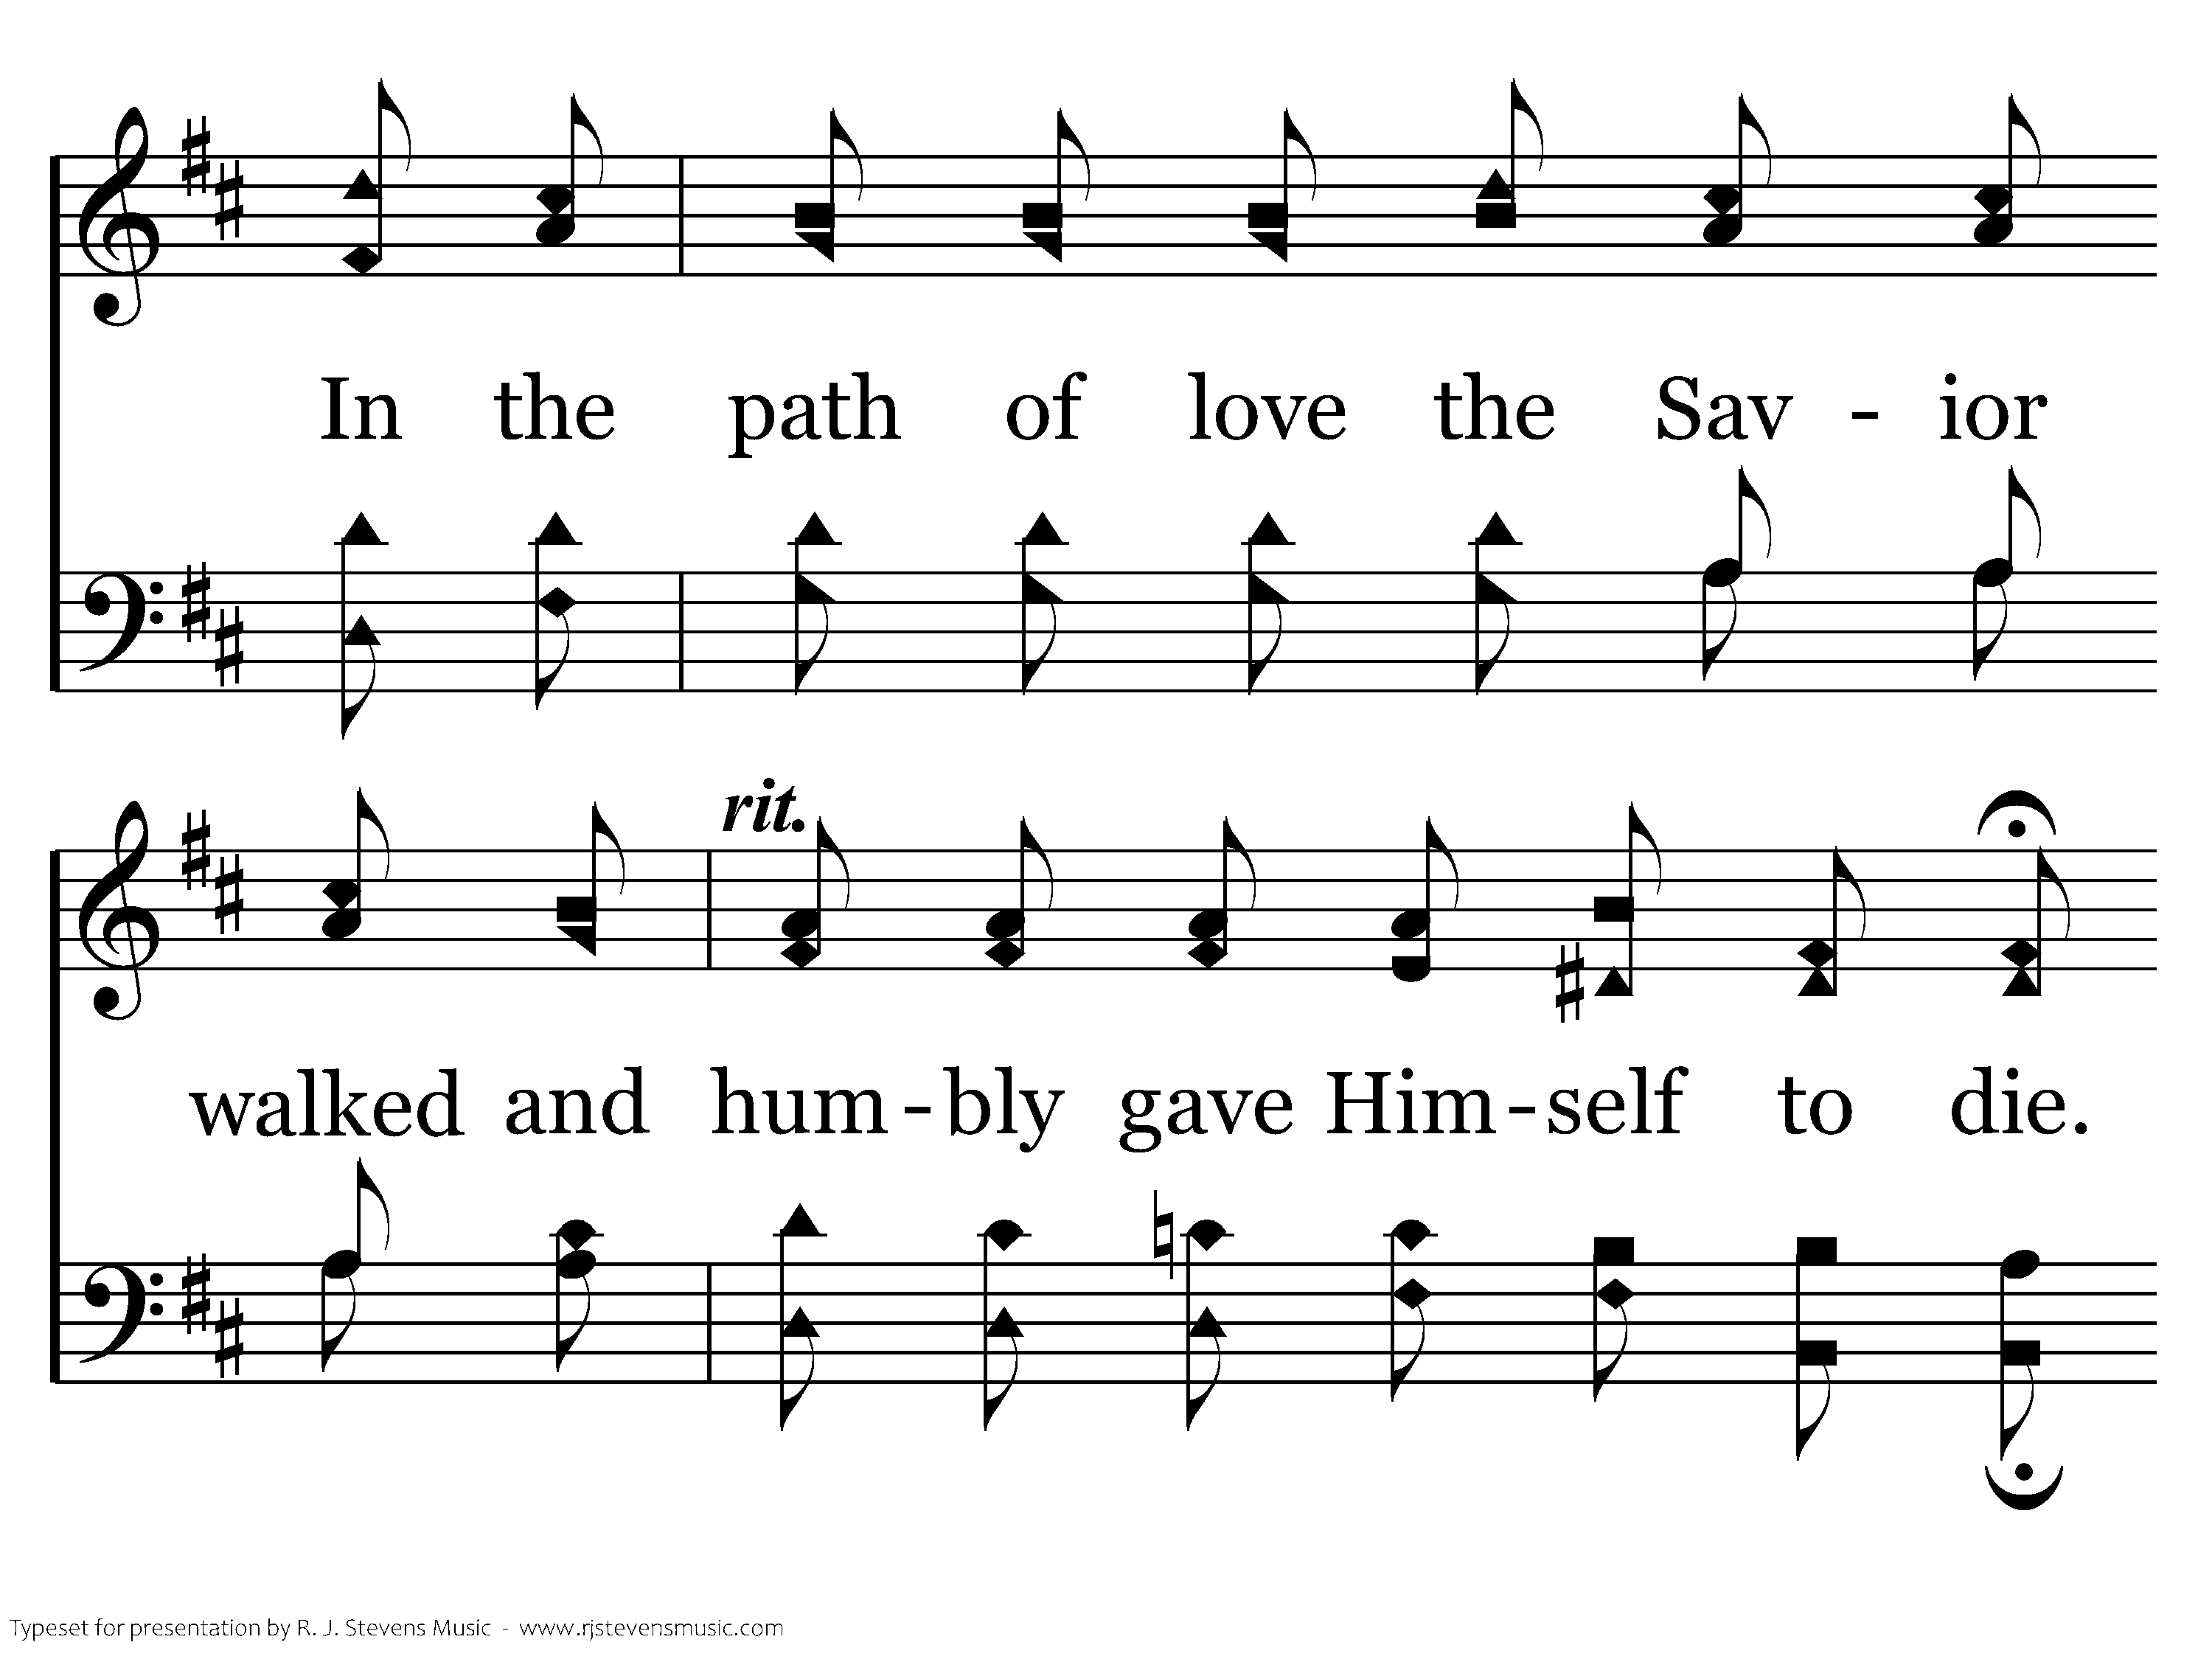 In the path of love the Sav - ior
rit.
walked and hum - bly gave Him - self to die.
Typeset for presentation by R. J. Stevens Music - www.rjstevensmusic.com